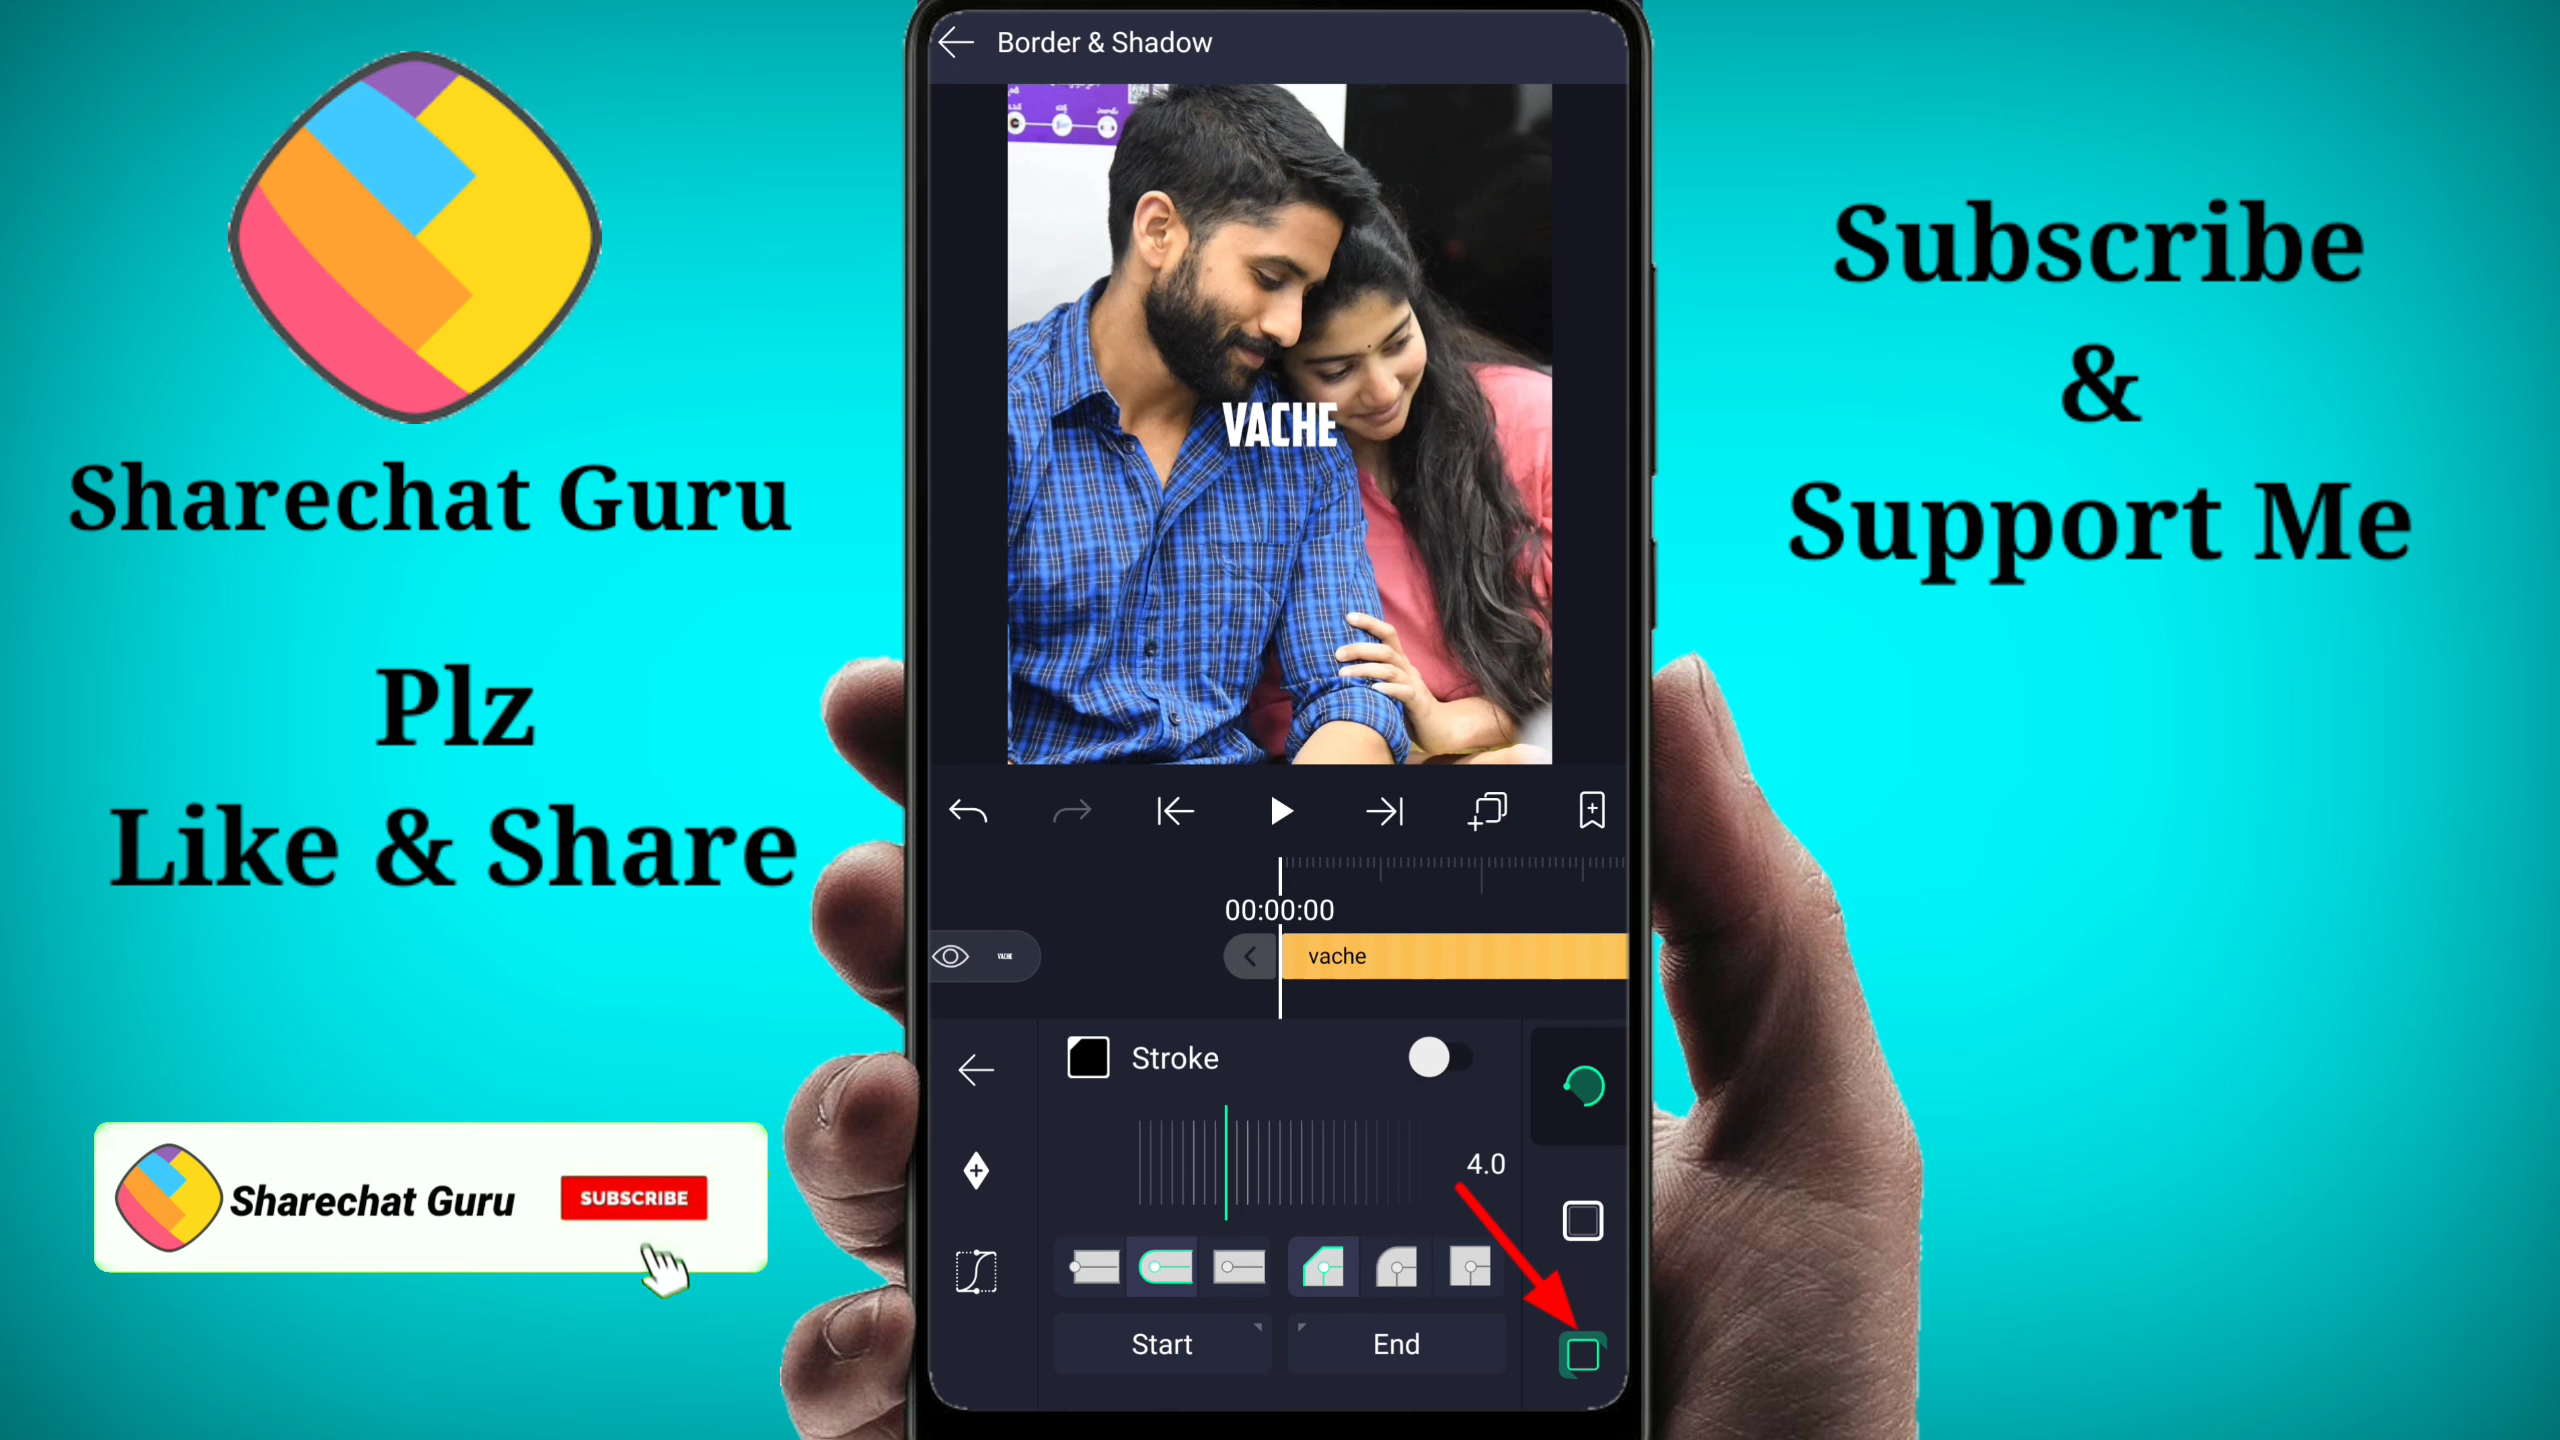 Border & Shadow
VACHE
Sharechat Guru
Plz
Like & Share
Subscribe
&
Support Me
00:00:00
VACHE
vache
Stroke
4.0
Start
End
Sharechat Guru
SUBSCRIBE